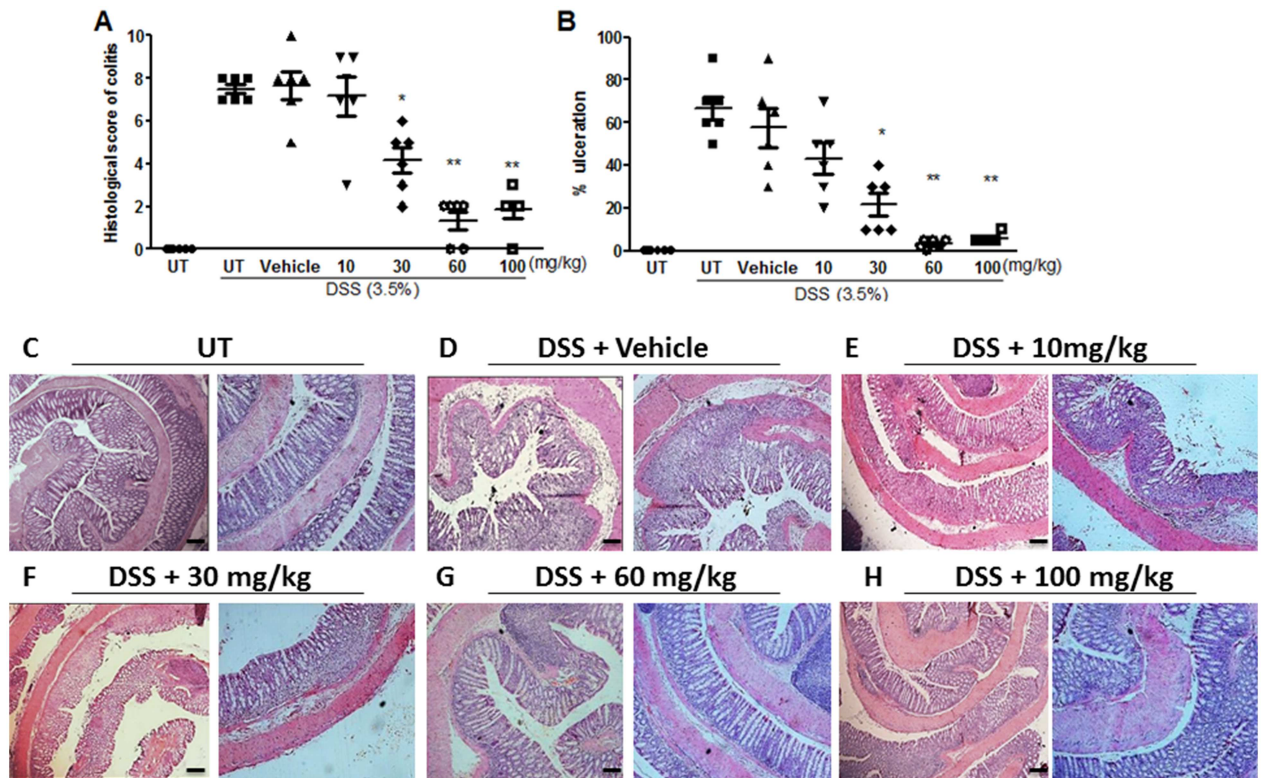 A
Histological score of colitis
10
8
6
4
2
0
*
**
**
UT
UT Vehicle 10 30 60 100 (mg/kg)
DSS (3.5%)
B
% ulceration
100
80
60
40
20
0
*
**
**
UT
UT Vehicle 10 30 60 100 (mg/kg)
DSS (3.5%)
C UT
D DSS + Vehicle
E DSS + 10mg/kg
F DSS + 30 mg/kg
G DSS + 60 mg/kg
H DSS + 100 mg/kg